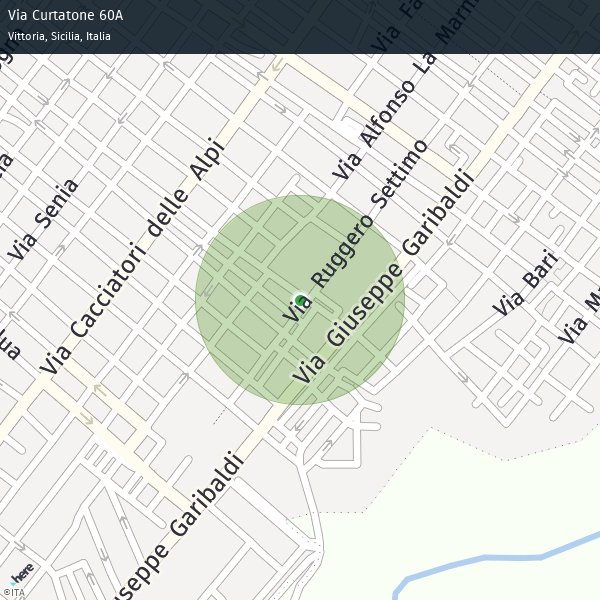 Via Curtatone 60A
Vittoria, Sicilia, Italia
Via Fa
Via Alfonso La Marm
Via Senia
Via Cacciatori delle Alpi
Via Ruggero Settimo
Via Giuseppe Garibaldi
Via Bari
Via M
seppe Garibaldi
here
©ITA